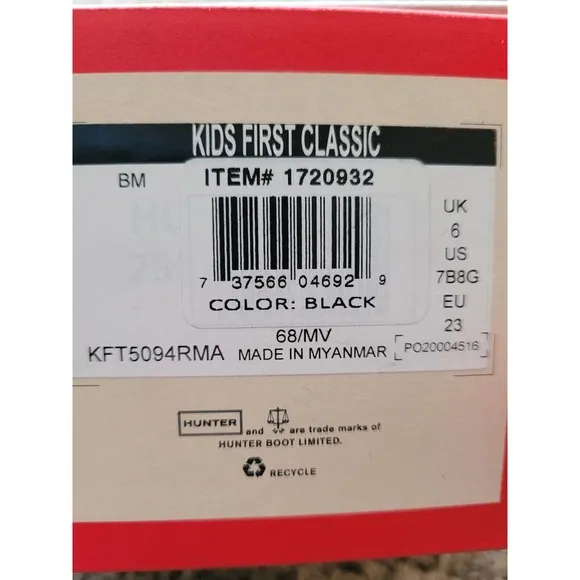 KIDS FIRST CLASSIC
BM
ITEM# 1720932
7 37566 04692 9
COLOR: BLACK
UK
6
US
7B8G
EU
23
68/MV
KFT5094RMA
MADE IN MYANMAR
PO20004516
HUNTER and are trade marks of
HUNTER BOOT LIMITED.
RECYCLE